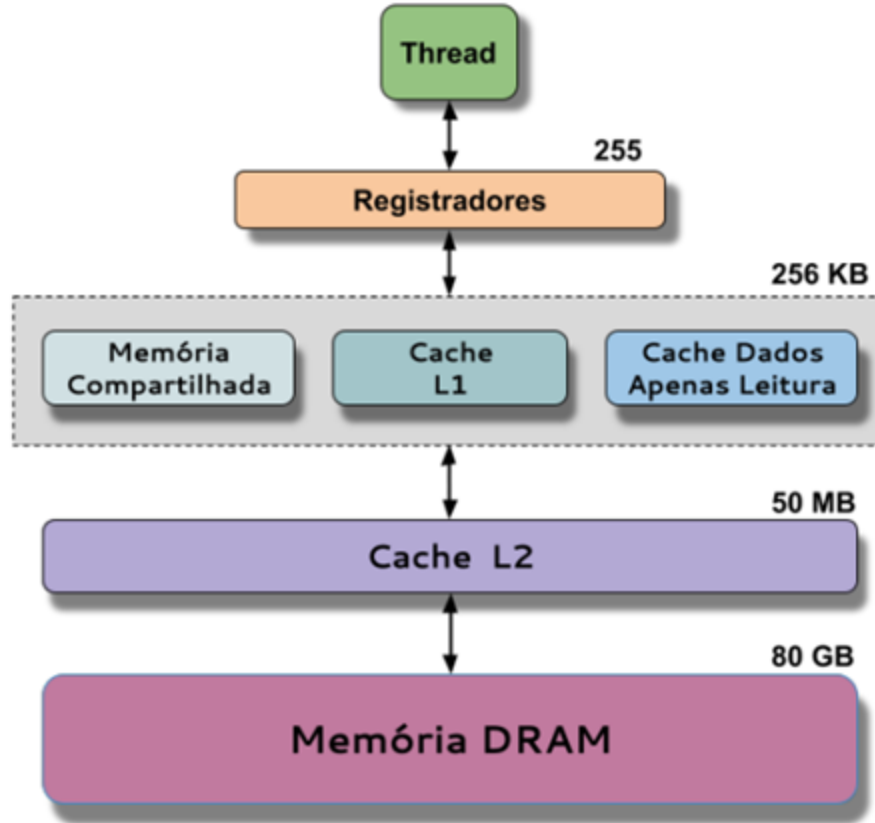 Thread
255
Registradores
256 KB
Memória
Compartilhada
Cache
L1
Cache Dados
Apenas Leitura
50 MB
Cache L2
80 GB
Memória DRAM